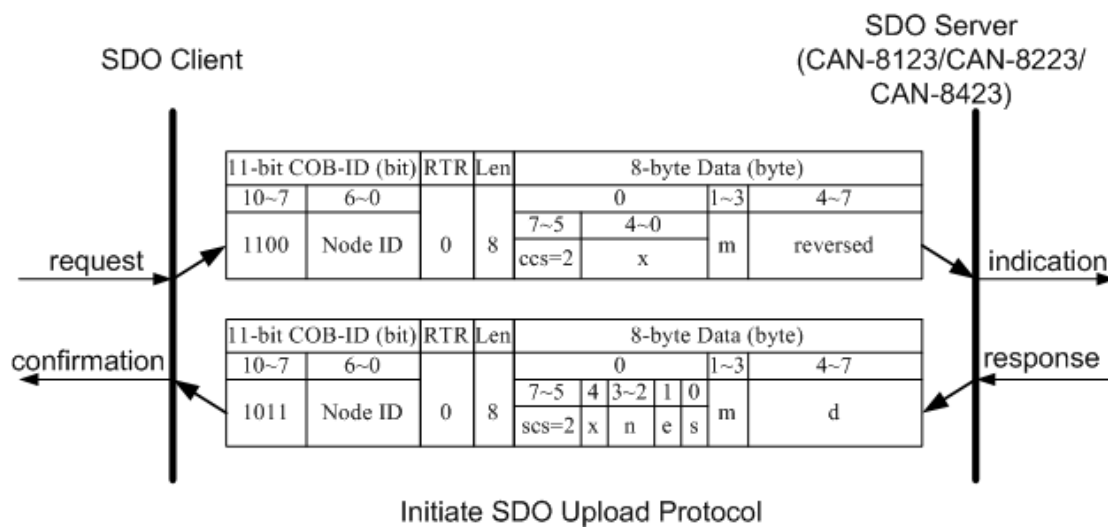 SDO Client
SDO Server
(CAN-8123/CAN-8223/
CAN-8423)
11-bit COB-ID (bit) RTR Len 8-byte Data (byte)
10~7 6~0 0 1~3 4~7
7~5 4~0
1100 Node ID 0 8 ccs=2 x m reversed
request
indication
11-bit COB-ID (bit) RTR Len 8-byte Data (byte)
10~7 6~0 0 1~3 4~7
confirmation
response
7~5 4 3~2 1 0
1011 Node ID 0 8 scs=2 x n e s m d
Initiate SDO Upload Protocol